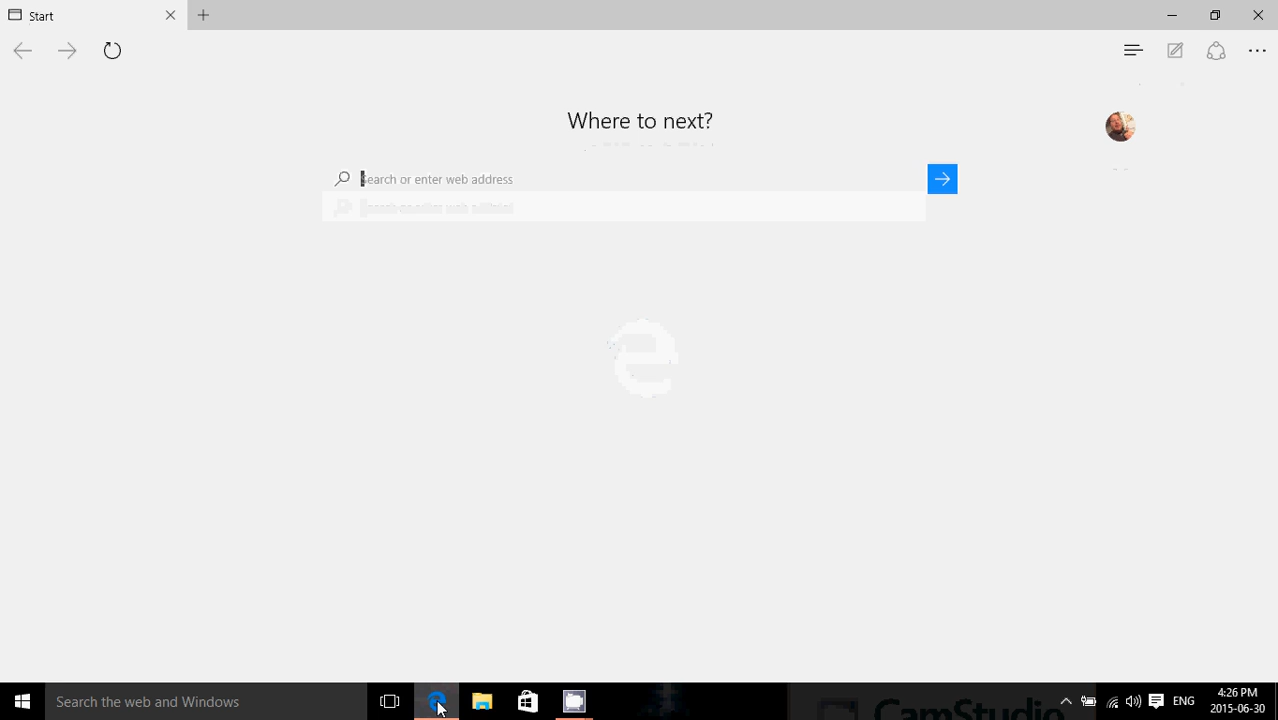 Start
Where to next?
Search or enter web address
Search the web and Windows
ENG
4:26 PM
2015-06-30
CamStudio